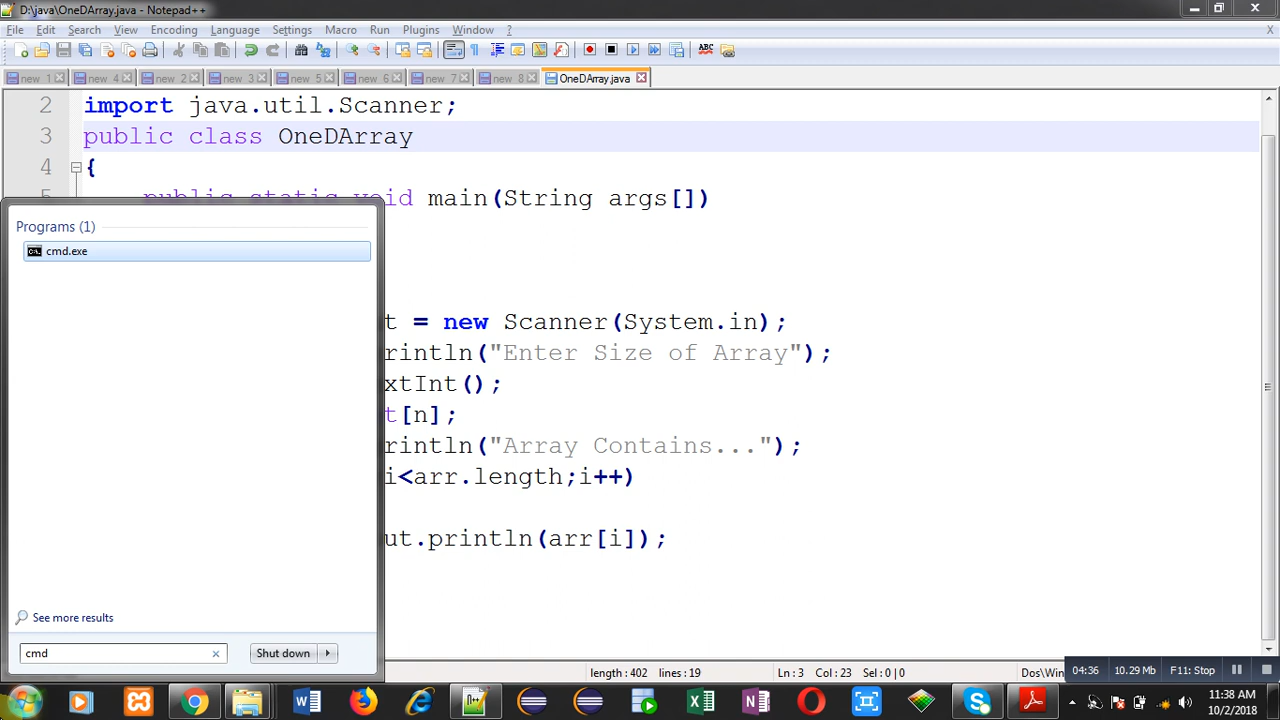 D:\java\OneDArray.java - Notepad++
File Edit Search View Encoding Language Settings Macro Run Plugins Window ? X
new 1 new 4 new 2 new 3 new 5 new 6 new 7 new 8 OneDArray.java
2 import java.util.Scanner;
3 public class OneDArray
4 {
5 public static void main(String args[])
Programs (1)
cmd.exe
t = new Scanner(System.in);
rintln("Enter Size of Array");
xtInt();
t[n];
rintln("Array Contains...");
i<arr.length;i++)
ut.println(arr[i]);
See more results
cmd Shut down
length : 402 lines : 19 Ln : 3 Col : 23 Sel : 0 | 0 Dos\Win
04:36 10.29 Mb F11: Stop
11:38 AM
10/2/2018